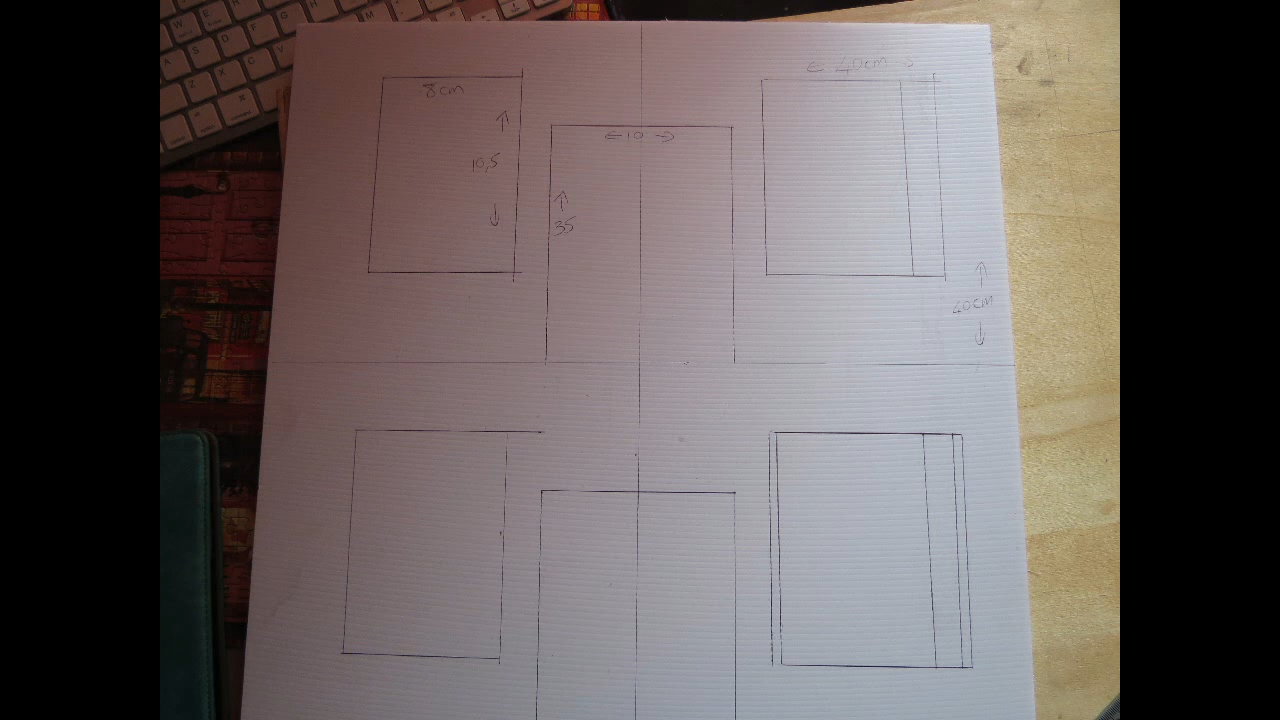 ← 40cm →
8cm
↑
10,5
↓
← 10 →
↑
35
↑
40cm
↓